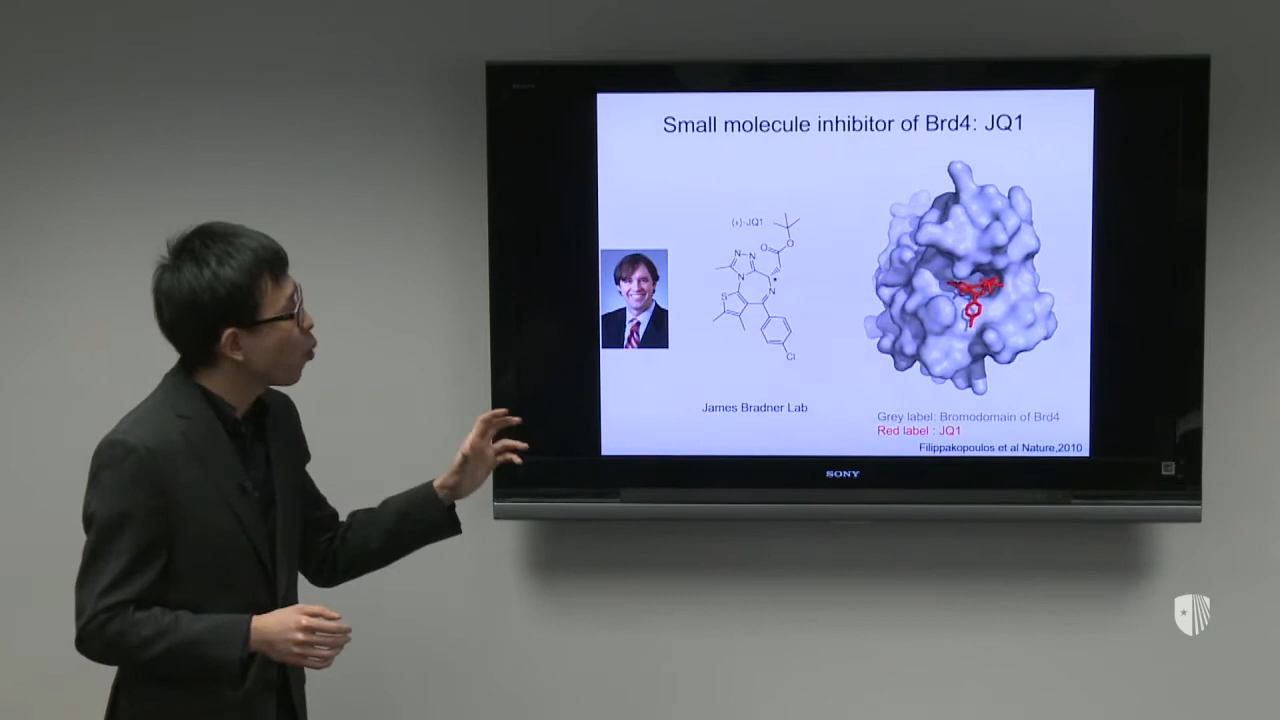 Small molecule inhibitor of Brd4: JQ1
(+)-JQ1
O
O
N
N
N
N
S
Cl
James Bradner Lab
Grey label: Bromodomain of Brd4
Red label : JQ1
Filippakopoulos et al Nature,2010
SONY